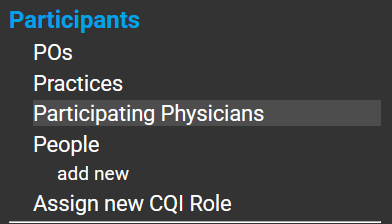 Participants
POs
Practices
Participating Physicians
People
add new
Assign new CQI Role